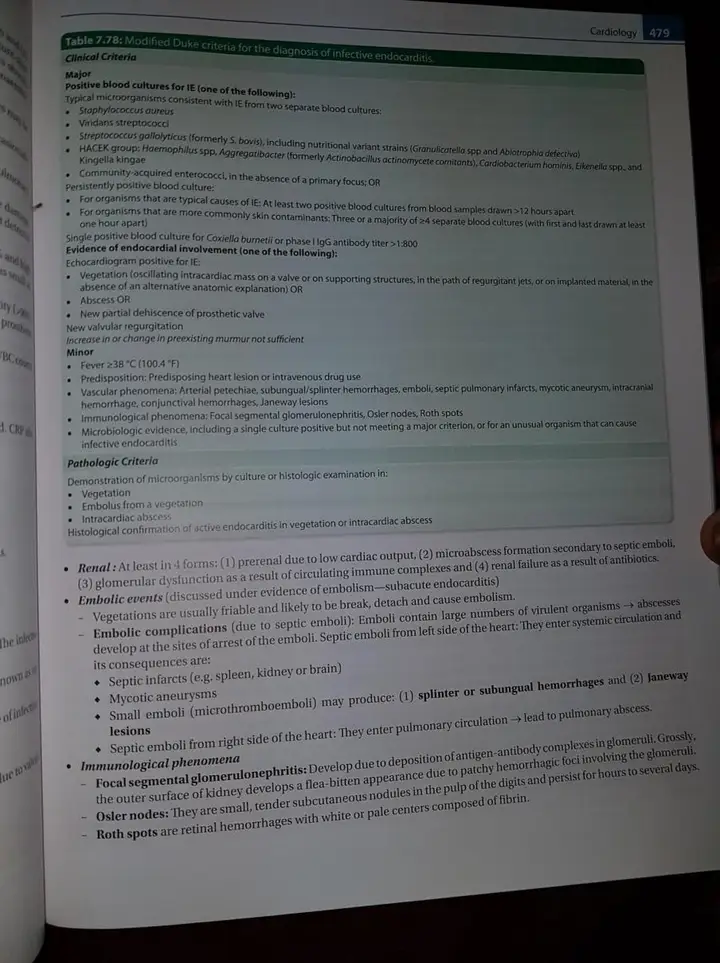 Cardiology 479
Table 7.78: Modified Duke criteria for the diagnosis of infective endocarditis.
Clinical Criteria
Major
Positive blood cultures for IE (one of the following):
Typical microorganisms consistent with IE from two separate blood cultures:
• Staphylococcus aureus
• Viridans streptococci
• Streptococcus gallolyticus (formerly S. bovis), including nutritional variant strains (Granulicatella spp and Abiotrophia defectiva)
• HACEK group: Haemophilus spp, Aggregatibacter (formerly Actinobacillus actinomycete comitants), Cardiobacterium hominis, Eikenella spp., and
Kingella kingae
• Community-acquired enterococci, in the absence of a primary focus; OR
Persistently positive blood culture:
• For organisms that are typical causes of IE: At least two positive blood cultures from blood samples drawn >12 hours apart
• For organisms that are more commonly skin contaminants: Three or a majority of ≥4 separate blood cultures (with first and last drawn at least
one hour apart)
Single positive blood culture for Coxiella burnetii or phase I IgG antibody titer >1:800
Evidence of endocardial involvement (one of the following):
Echocardiogram positive for IE:
• Vegetation (oscillating intracardiac mass on a valve or on supporting structures, in the path of regurgitant jets, or on implanted material, in the
absence of an alternative anatomic explanation) OR
• Abscess OR
• New partial dehiscence of prosthetic valve
New valvular regurgitation
Increase in or change in preexisting murmur not sufficient
Minor
• Fever ≥38 °C (100.4 °F)
• Predisposition: Predisposing heart lesion or intravenous drug use
• Vascular phenomena: Arterial petechiae, subungual/splinter hemorrhages, emboli, septic pulmonary infarcts, mycotic aneurysm, intracranial
hemorrhage, conjunctival hemorrhages, Janeway lesions
• Immunological phenomena: Focal segmental glomerulonephritis, Osler nodes, Roth spots
• Microbiologic evidence, including a single culture positive but not meeting a major criterion, or for an unusual organism that can cause
infective endocarditis
Pathologic Criteria
Demonstration of microorganisms by culture or histologic examination in:
• Vegetation
• Embolus from a vegetation
• Intracardiac abscess
Histological confirmation of active endocarditis in vegetation or intracardiac abscess
• Renal: At least in 4 forms: (1) prerenal due to low cardiac output, (2) microabscess formation secondary to septic emboli,
(3) glomerular dysfunction as a result of circulating immune complexes and (4) renal failure as a result of antibiotics.
• Embolic events (discussed under evidence of embolism—subacute endocarditis)
– Vegetations are usually friable and likely to be break, detach and cause embolism.
– Embolic complications (due to septic emboli): Emboli contain large numbers of virulent organisms → abscesses
develop at the sites of arrest of the emboli. Septic emboli from left side of the heart: They enter systemic circulation and
its consequences are:
◆ Septic infarcts (e.g. spleen, kidney or brain)
◆ Mycotic aneurysms
◆ Small emboli (microthromboemboli) may produce: (1) splinter or subungual hemorrhages and (2) Janeway
lesions
◆ Septic emboli from right side of the heart: They enter pulmonary circulation → lead to pulmonary abscess.
• Immunological phenomena
– Focal segmental glomerulonephritis: Develop due to deposition of antigen-antibody complexes in glomeruli. Grossly,
the outer surface of kidney develops a flea-bitten appearance due to patchy hemorrhagic foci involving the glomeruli.
– Osler nodes: They are small, tender subcutaneous nodules in the pulp of the digits and persist for hours to several days.
– Roth spots are retinal hemorrhages with white or pale centers composed of fibrin.